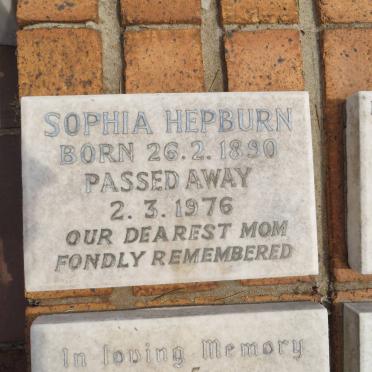 SOPHIA HEPBURN
BORN 26.2.1890
PASSED AWAY
2.3.1976
OUR DEAREST MOM
FONDLY REMEMBERED
In loving Memory